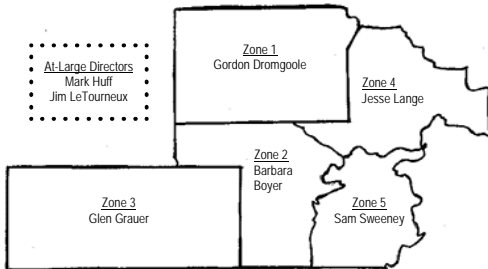 At-Large Directors
Mark Huff
Jim LeTourneux
Zone 1
Gordon Dromgoole
Zone 4
Jesse Lange
Zone 2
Barbara
Boyer
Zone 3
Glen Grauer
Zone 5
Sam Sweeney